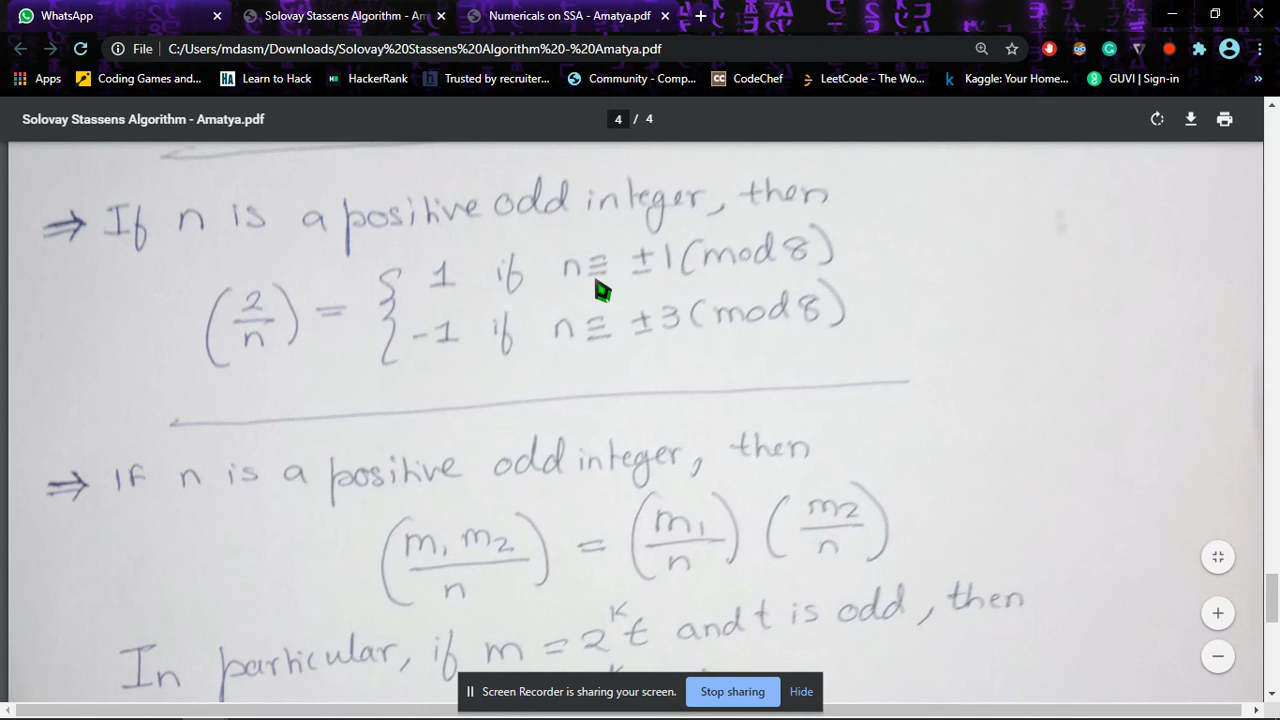 WhatsApp
Solovay Stassens Algorithm - Am
Numericals on SSA - Amatya.pdf
File C:/Users/mdasm/Downloads/Solovay%20Stassens%20Algorithm%20-%20Amatya.pdf
Apps Coding Games and... Learn to Hack HackerRank Trusted by recruiter... Community - Comp... CodeChef LeetCode - The Wo... Kaggle: Your Home... GUVI | Sign-in »
Solovay Stassens Algorithm - Amatya.pdf 4 / 4
⇒ If n is a positive odd integer, then
(2/n) = { 1 if n ≡ ±1 (mod 8)
-1 if n ≡ ±3 (mod 8)
⇒ If n is a positive odd integer, then
(m₁ m₂/n) = (m₁/n) (m₂/n)
In particular, if m = 2ᴷt and t is odd, then
Screen Recorder is sharing your screen. Stop sharing Hide